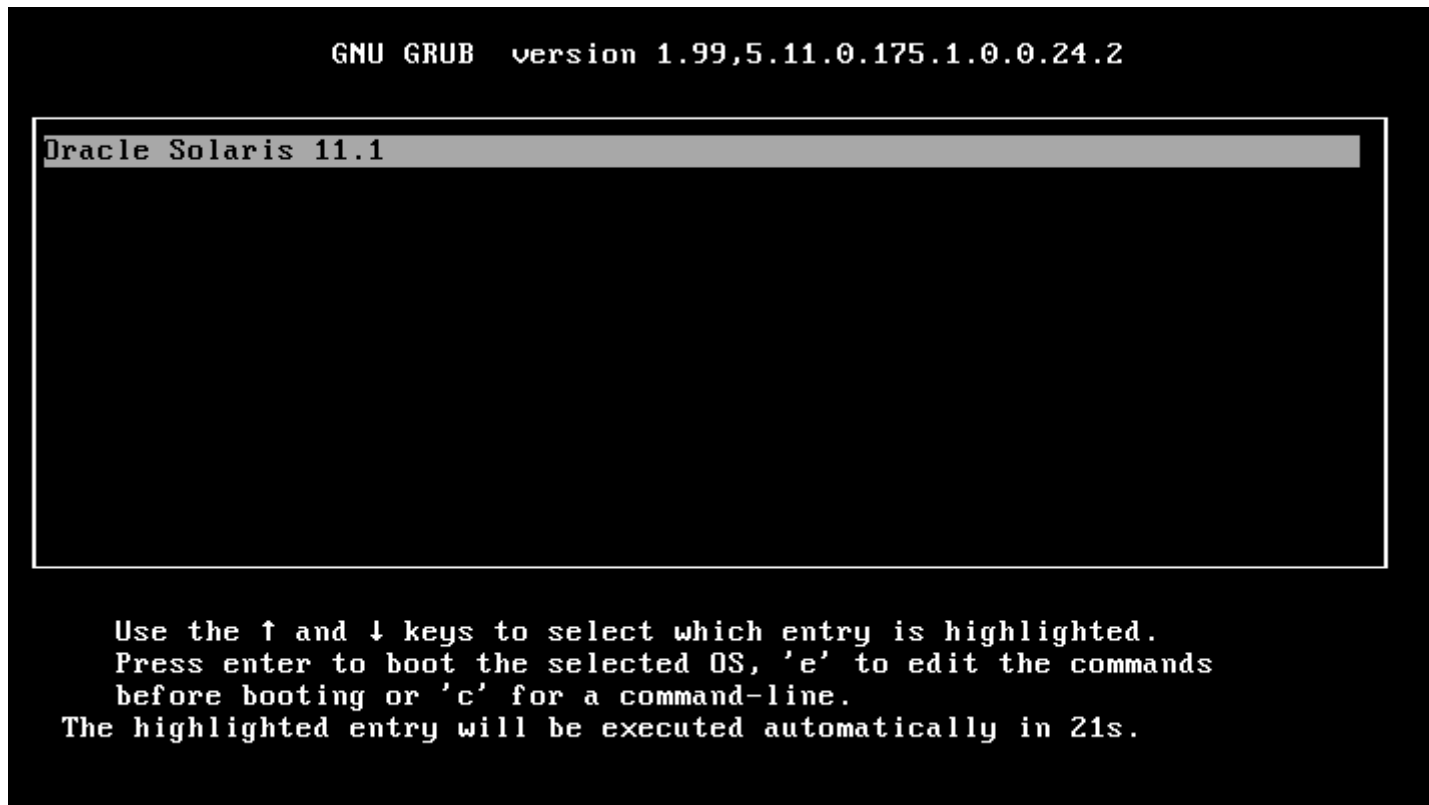 GNU GRUB version 1.99,5.11.0.175.1.0.0.24.2
Oracle Solaris 11.1
Use the ↑ and ↓ keys to select which entry is highlighted.
Press enter to boot the selected OS, 'e' to edit the commands
before booting or 'c' for a command-line.
The highlighted entry will be executed automatically in 21s.